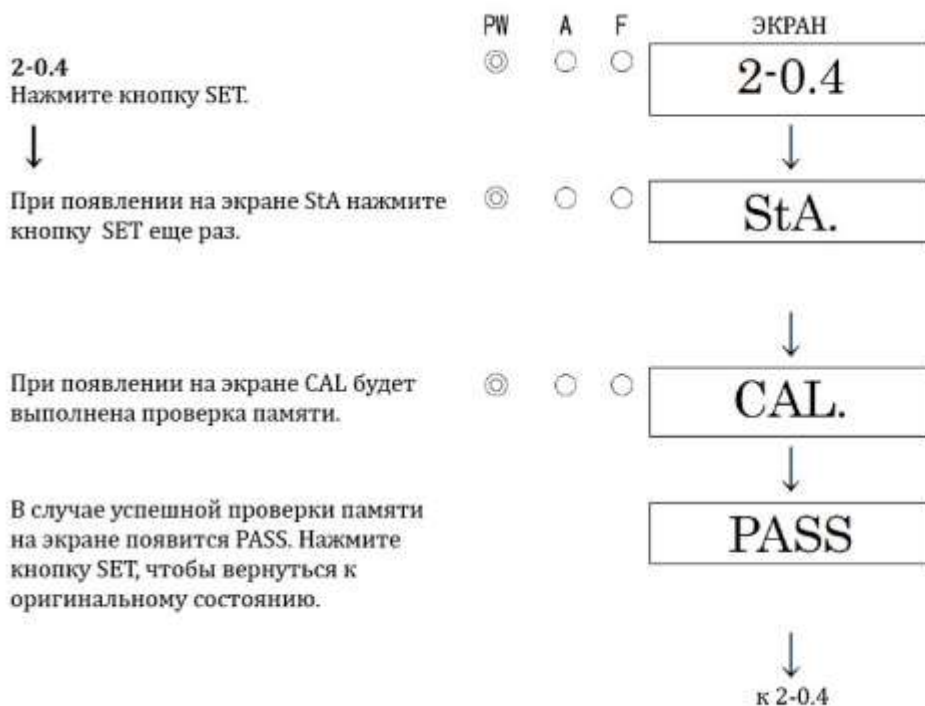 PW A F ЭКРАН
2-0.4
Нажмите кнопку SET.
2-0.4
При появлении на экране StA нажмите
кнопку SET еще раз.
StA.
При появлении на экране CAL будет
выполнена проверка памяти.
CAL.
В случае успешной проверки памяти
на экране появится PASS. Нажмите
кнопку SET, чтобы вернуться к
оригинальному состоянию.
PASS
к 2-0.4